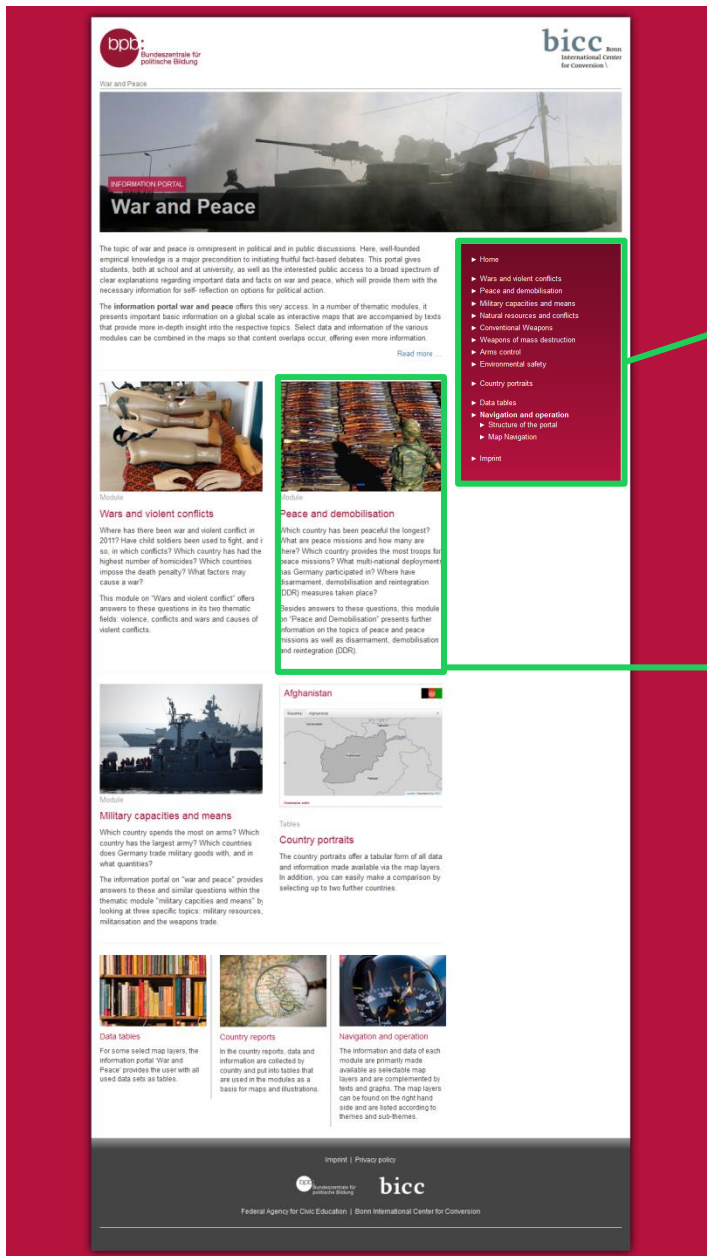 bpb:
Bundeszentrale für
politische Bildung
bicc Bonn
International Center
for Conversion \
War and Peace
INFORMATION PORTAL
War and Peace
The topic of war and peace is omnipresent in political and in public discussions. Here, well-founded
empirical knowledge is a major precondition to initiating fruitful fact-based debates. This portal gives
students, both at school and at university, as well as the interested public access to a broad spectrum of
clear explanations regarding important data and facts on war and peace, which will provide them with the
necessary information for self- reflection on options for political action.
The information portal war and peace offers this very access. In a number of thematic modules, it
presents important basic information on a global scale as interactive maps that are accompanied by texts
that provide more in-depth insight into the respective topics. Select data and information of the various
modules can be combined in the maps so that content overlaps occur, offering even more information.
Read more ...
► Home
► Wars and violent conflicts
► Peace and demobilisation
► Military capacities and means
► Natural resources and conflicts
► Conventional Weapons
► Weapons of mass destruction
► Arms control
► Environmental safety
► Country portraits
► Data tables
► Navigation and operation
► Structure of the portal
► Map Navigation
► Imprint
Module
Wars and violent conflicts
Where has there been war and violent conflict in
2011? Have child soldiers been used to fight, and i
so, in which conflicts? Which country has had the
highest number of homicides? Which countries
impose the death penalty? What factors may
cause a war?
This module on "Wars and violent conflict" offers
answers to these questions in its two thematic
fields: violence, conflicts and wars and causes of
violent conflicts.
Module
Peace and demobilisation
Which country has been peaceful the longest?
What are peace missions and how many are
there? Which country provides the most troops for
peace missions? What multi-national deployments
has Germany participated in? Where have
disarmament, demobilisation and reintegration
(DDR) measures taken place?
Besides answers to these questions, this module
on "Peace and Demobilisation" presents further
information on the topics of peace and peace
missions as well as disarmament, demobilisation
and reintegration (DDR).
Module
Military capacities and means
Which country spends the most on arms? Which
country has the largest army? Which countries
does Germany trade military goods with, and in
what quantities?
The information portal on "war and peace" provides
answers to these and similar questions within the
thematic module "military capcities and means" by
looking at three specific topics: military resources,
militarisation and the weapons trade.
Afghanistan
Tables
Country portraits
The country portraits offer a tabular form of all data
and information made available via the map layers.
In addition, you can easily make a comparison by
selecting up to two further countries.
Data tables
For some select map layers, the
information portal 'War and
Peace' provides the user with all
used data sets as tables.
Country reports
In the country reports, data and
information are collected by
country and put into tables that
are used in the modules as a
basis for maps and illustrations.
Navigation and operation
The information and data of each
module are primarily made
available as selectable map
layers and are complemented by
texts and graphs. The map layers
can be found on the right hand
side and are listed according to
themes and sub-themes.
Imprint | Privacy policy
bpb:
Bundeszentrale für
politische Bildung
bicc
Federal Agency for Civic Education | Bonn International Center for Conversion